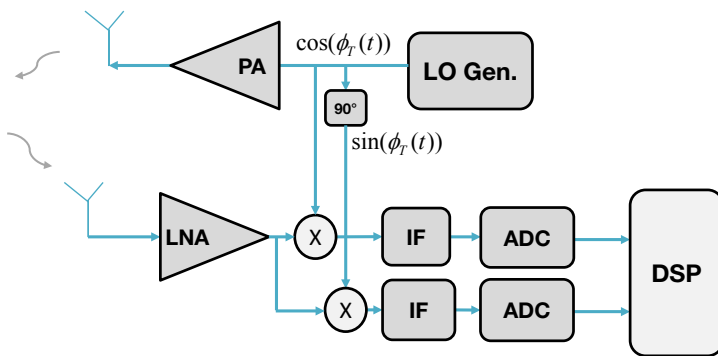 cos(ϕ_T(t))
PA
LO Gen.
90°
sin(ϕ_T(t))
LNA
X
IF
ADC
DSP
X
IF
ADC